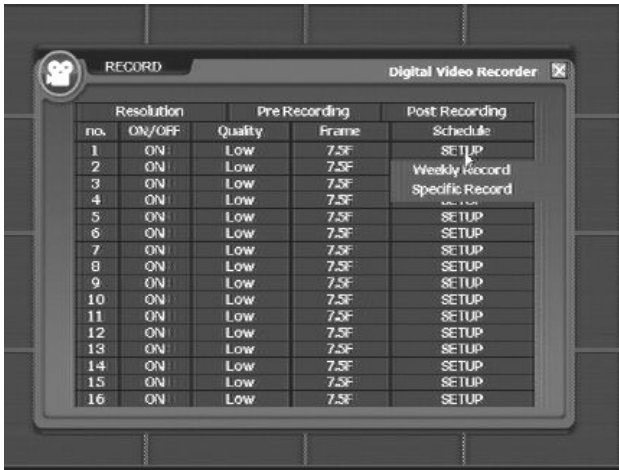 RECORD
Digital Video Recorder X
Resolution Pre Recording Post Recording
no. ON/OFF Quality Frame Schedule
1 ON Low 7.5F SETUP
2 ON Low 7.5F Weekly Record
3 ON Low 7.5F Specific Record
4 ON Low 7.5F
5 ON Low 7.5F SETUP
6 ON Low 7.5F SETUP
7 ON Low 7.5F SETUP
8 ON Low 7.5F SETUP
9 ON Low 7.5F SETUP
10 ON Low 7.5F SETUP
11 ON Low 7.5F SETUP
12 ON Low 7.5F SETUP
13 ON Low 7.5F SETUP
14 ON Low 7.5F SETUP
15 ON Low 7.5F SETUP
16 ON Low 7.5F SETUP